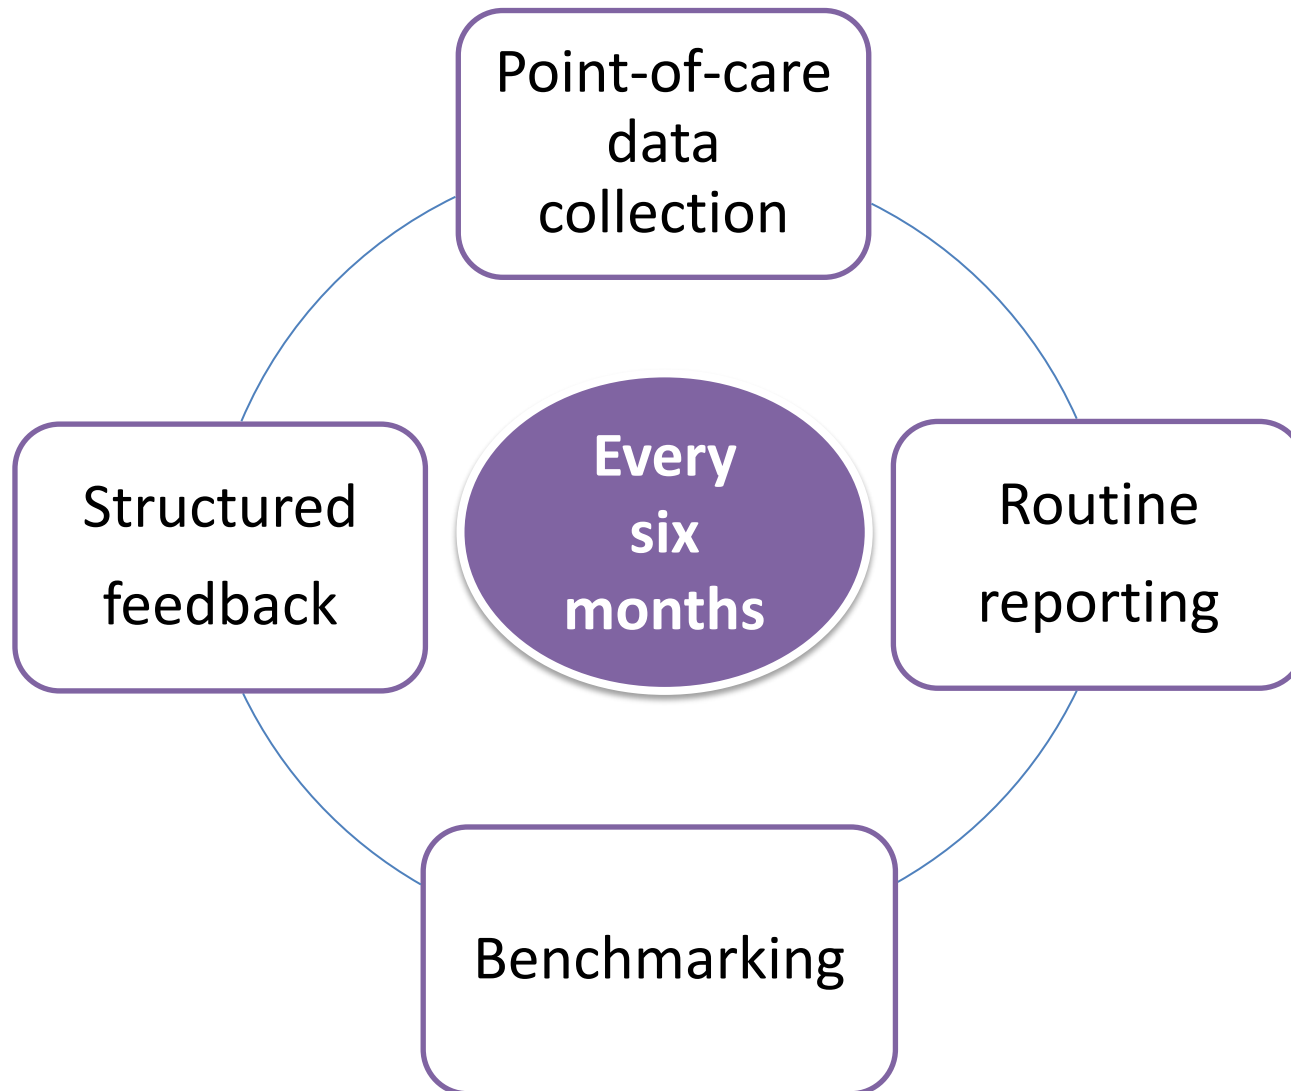 Point-of-care
data
collection
Every
six
months
Structured
feedback
Routine
reporting
Benchmarking